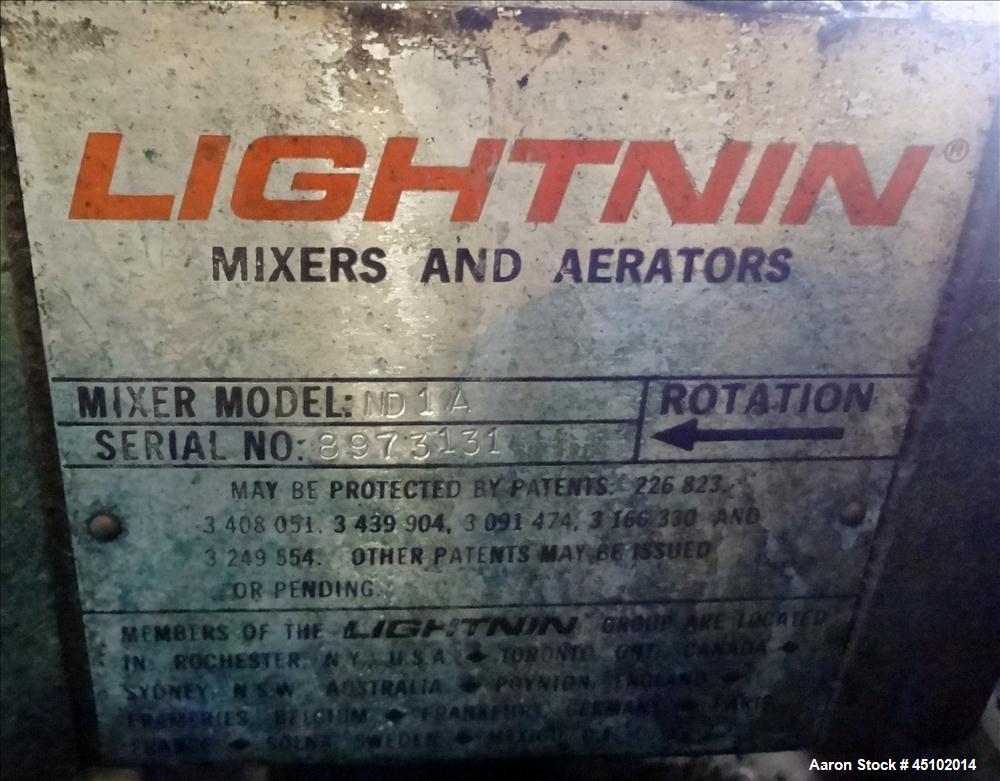 LIGHTNIN®
MIXERS AND AERATORS
MIXER MODEL: ND 1 A
SERIAL NO: 8973131
ROTATION
MAY BE PROTECTED BY PATENTS: 226 823,
3 408 051. 3 439 904, 3 091 474, 3 166 330 AND
3 249 554. OTHER PATENTS MAY BE ISSUED
OR PENDING.
MEMBERS OF THE LIGHTNIN GROUP ARE LOCATED
IN ROCHESTER, N.Y., U.S.A. ◆ TORONTO, ONT., CANADA ◆
SYDNEY, N.S.W. AUSTRALIA ◆ POYNTON, ENGLAND ◆
FRAMERIES, BELGIUM ◆ FRANKFURT, GERMANY ◆ PARIS
FRANCE ◆ SOLNA, SWEDEN ◆ MEXICO D.F.
Aaron Stock # 45102014